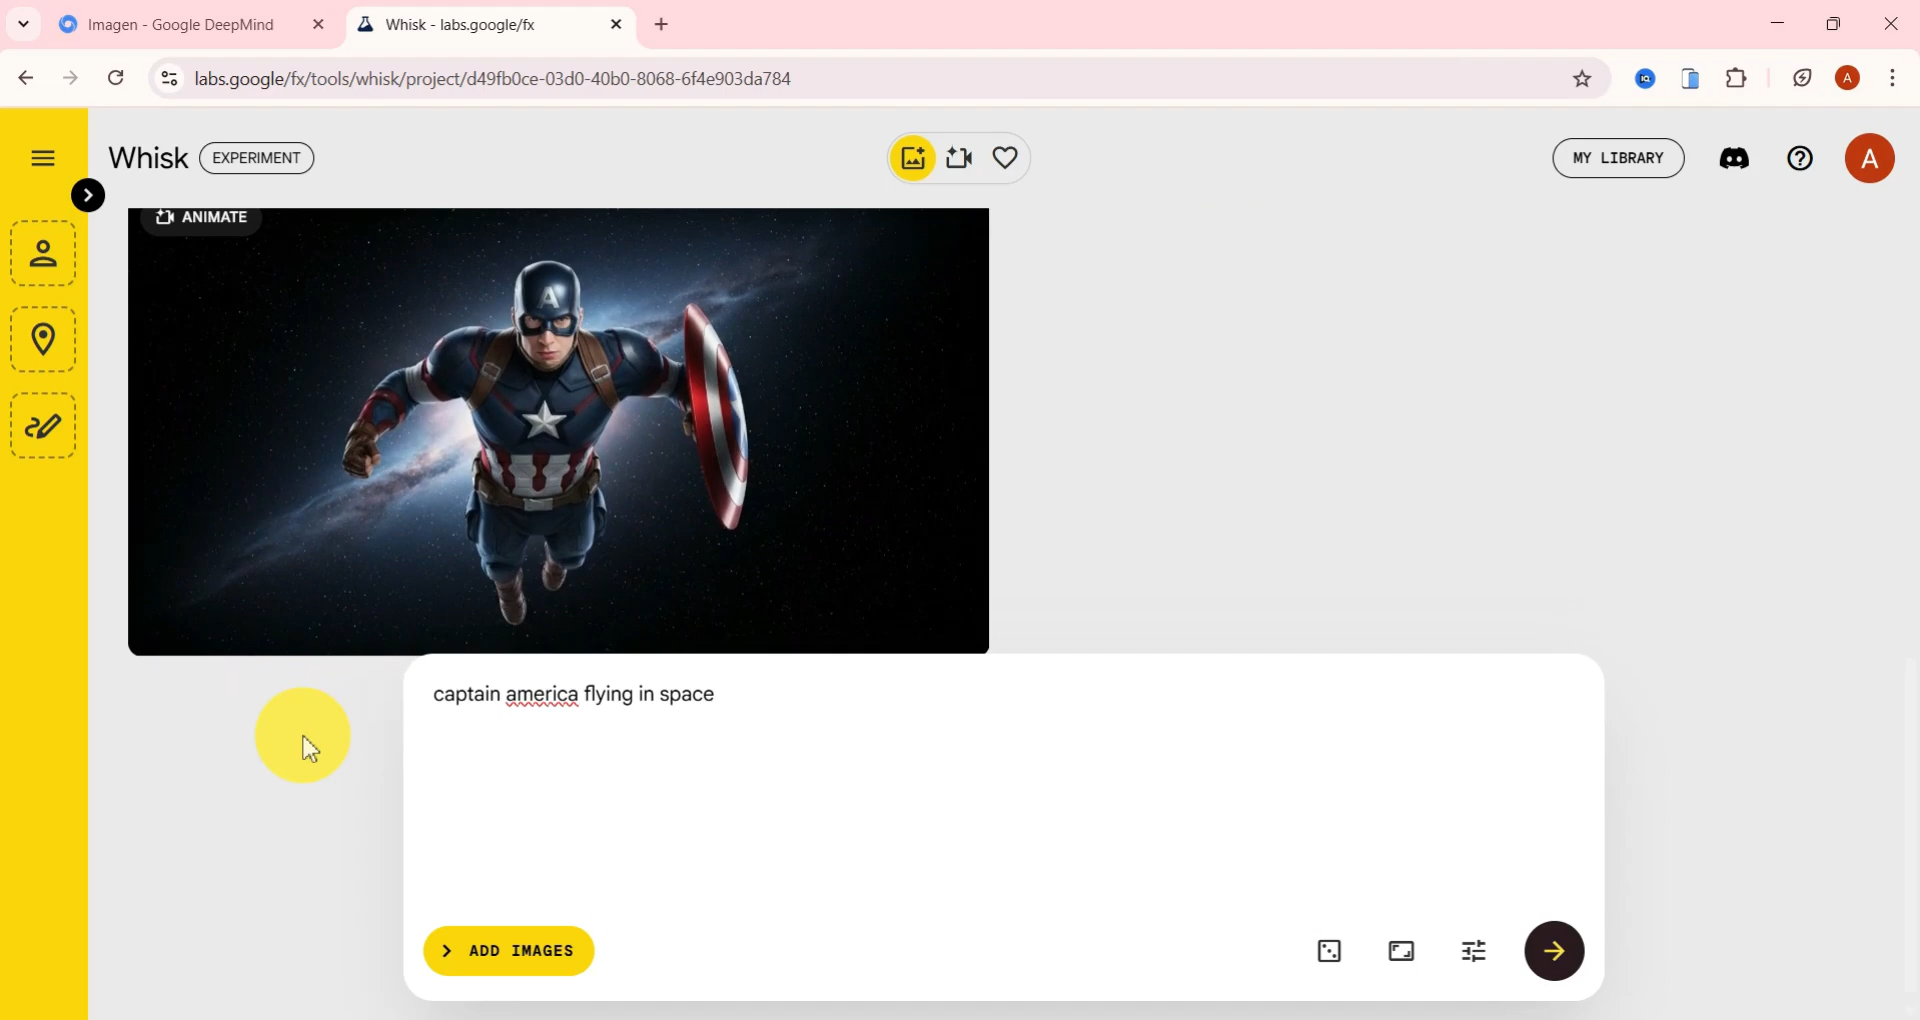 Imagen - Google DeepMind
Whisk - labs.google/fx
labs.google/fx/tools/whisk/project/d49fb0ce-03d0-40b0-8068-6f4e903da784
A
Whisk EXPERIMENT
MY LIBRARY
A
ANIMATE
A
captain america flying in space
ADD IMAGES